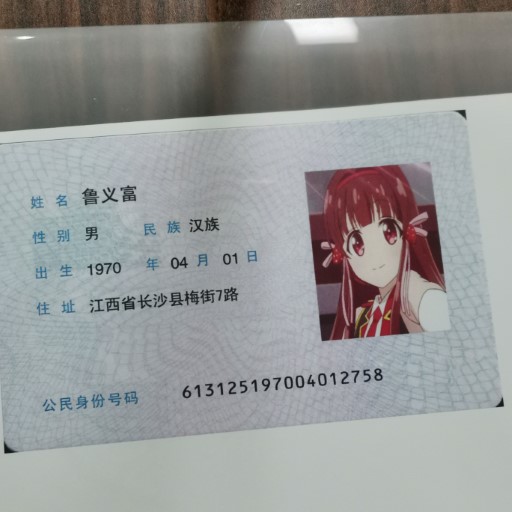 姓名 鲁义富
性别 男 民族 汉族
出生 1970 年 04 月 01 日
住址 江西省长沙县梅街7路
公民身份号码 613125197004012758